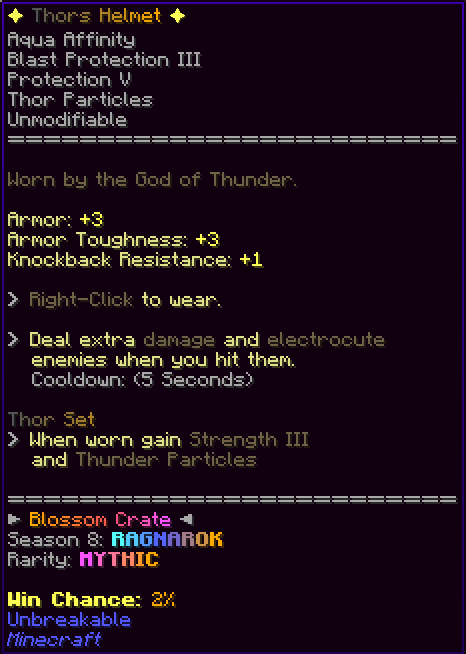 ✦ Thors Helmet ✦
Aqua Affinity
Blast Protection III
Protection V
Thor Particles
Unmodifiable
================================
Worn by the God of Thunder.
Armor: +3
Armor Toughness: +3
Knockback Resistance: +1
> Right-Click to wear.
> Deal extra damage and electrocute
enemies when you hit them.
Cooldown: (5 Seconds)
Thor Set
> When worn gain Strength III
and Thunder Particles
================================
► Blossom Crate ◄
Season 8: RAGNAROK
Rarity: MYTHIC
Win Chance: 2%
Unbreakable
Minecraft